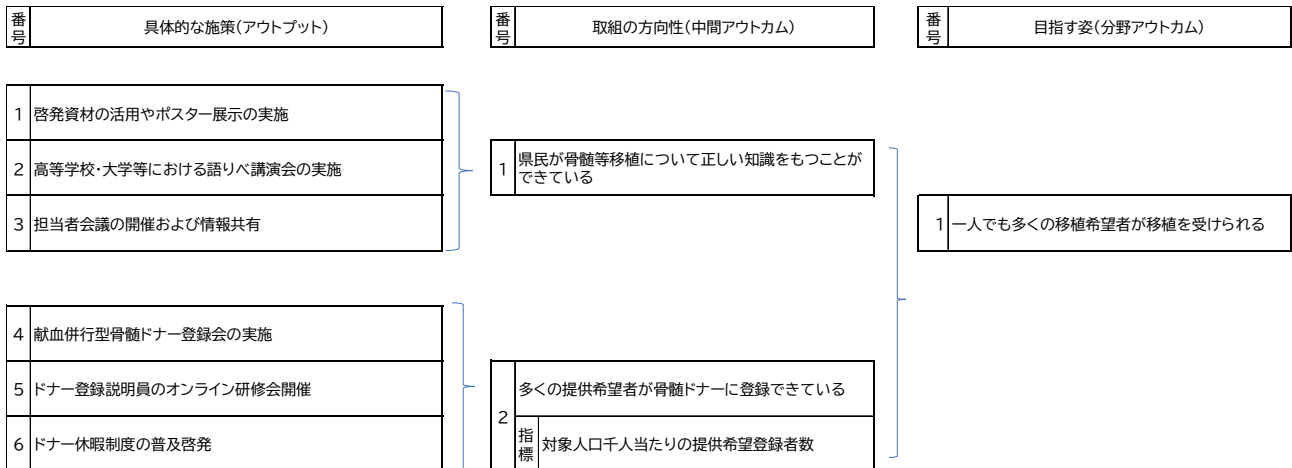 番号 具体的な施策(アウトプット)
番号 取組の方向性(中間アウトカム)
番号 目指す姿(分野アウトカム)
1 啓発資材の活用やポスター展示の実施
2 高等学校・大学等における語りべ講演会の実施
3 担当者会議の開催および情報共有
1 県民が骨髄等移植について正しい知識をもつことが
できている
1 一人でも多くの移植希望者が移植を受けられる
4 献血併行型骨髄ドナー登録会の実施
5 ドナー登録説明員のオンライン研修会開催
6 ドナー休暇制度の普及啓発
2 多くの提供希望者が骨髄ドナーに登録できている
指標 対象人口千人当たりの提供希望登録者数